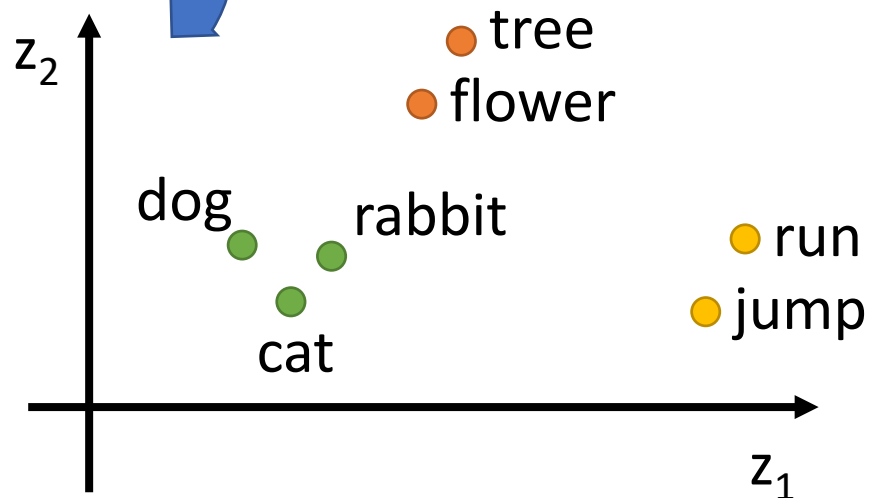 z2
tree
flower
dog
rabbit
run
jump
cat
z1